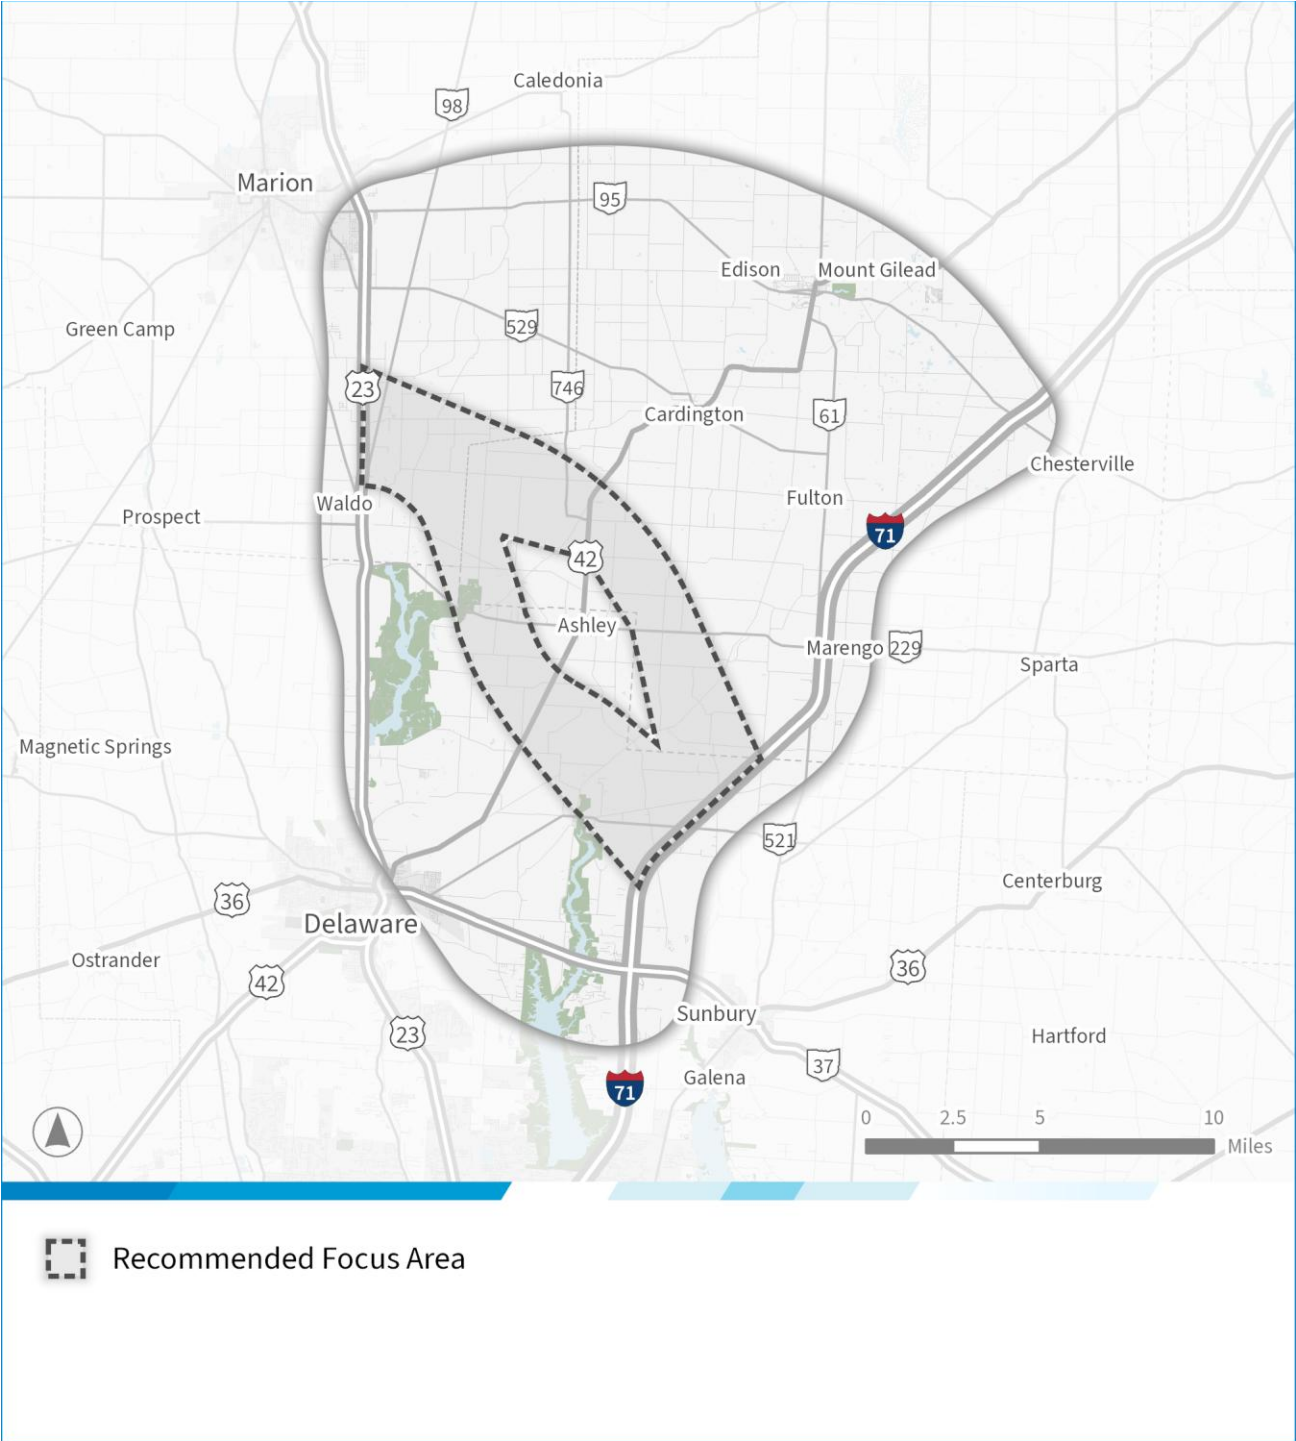 Caledonia
98
Marion
95
Edison
Mount Gilead
Green Camp
529
23
746
Cardington
61
Chesterville
Waldo
Fulton
Prospect
71
42
Ashley
Marengo
229
Sparta
Magnetic Springs
521
Centerburg
36
Delaware
Ostrander
42
36
Sunbury
23
Hartford
37
Galena
71
0 2.5 5 10
Miles
Recommended Focus Area